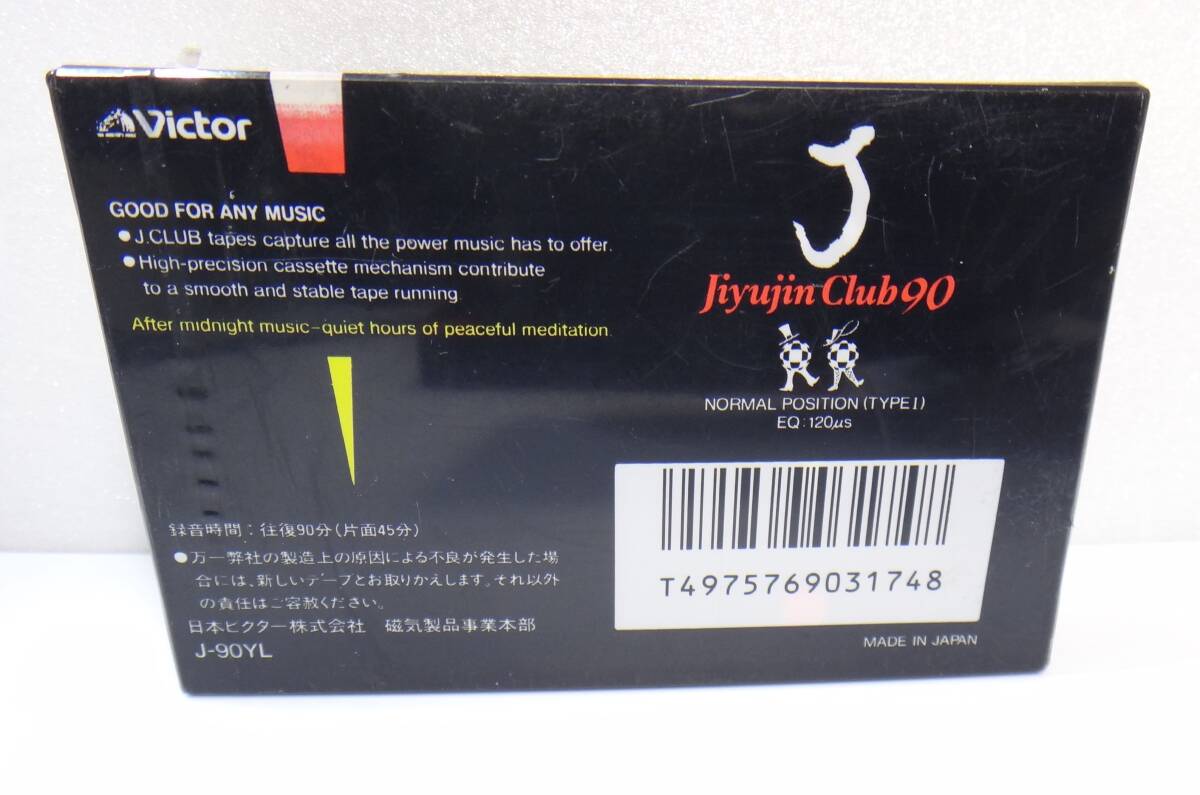 Victor
GOOD FOR ANY MUSIC
●J.CLUB tapes capture all the power music has to offer.
●High-precision cassette mechanism contribute
to a smooth and stable tape running.
After midnight music–quiet hours of peaceful meditation.
録音時間：往復90分(片面45分)
●万一弊社の製造上の原因による不良が発生した場
合には、新しいテープとお取りかえします。それ以外
の責任はご容赦ください。
日本ビクター株式会社 磁気製品事業本部
J-90YL
J
Jiyujin Club90
NORMAL POSITION (TYPE I)
EQ : 120μs
T4975769031748
MADE IN JAPAN